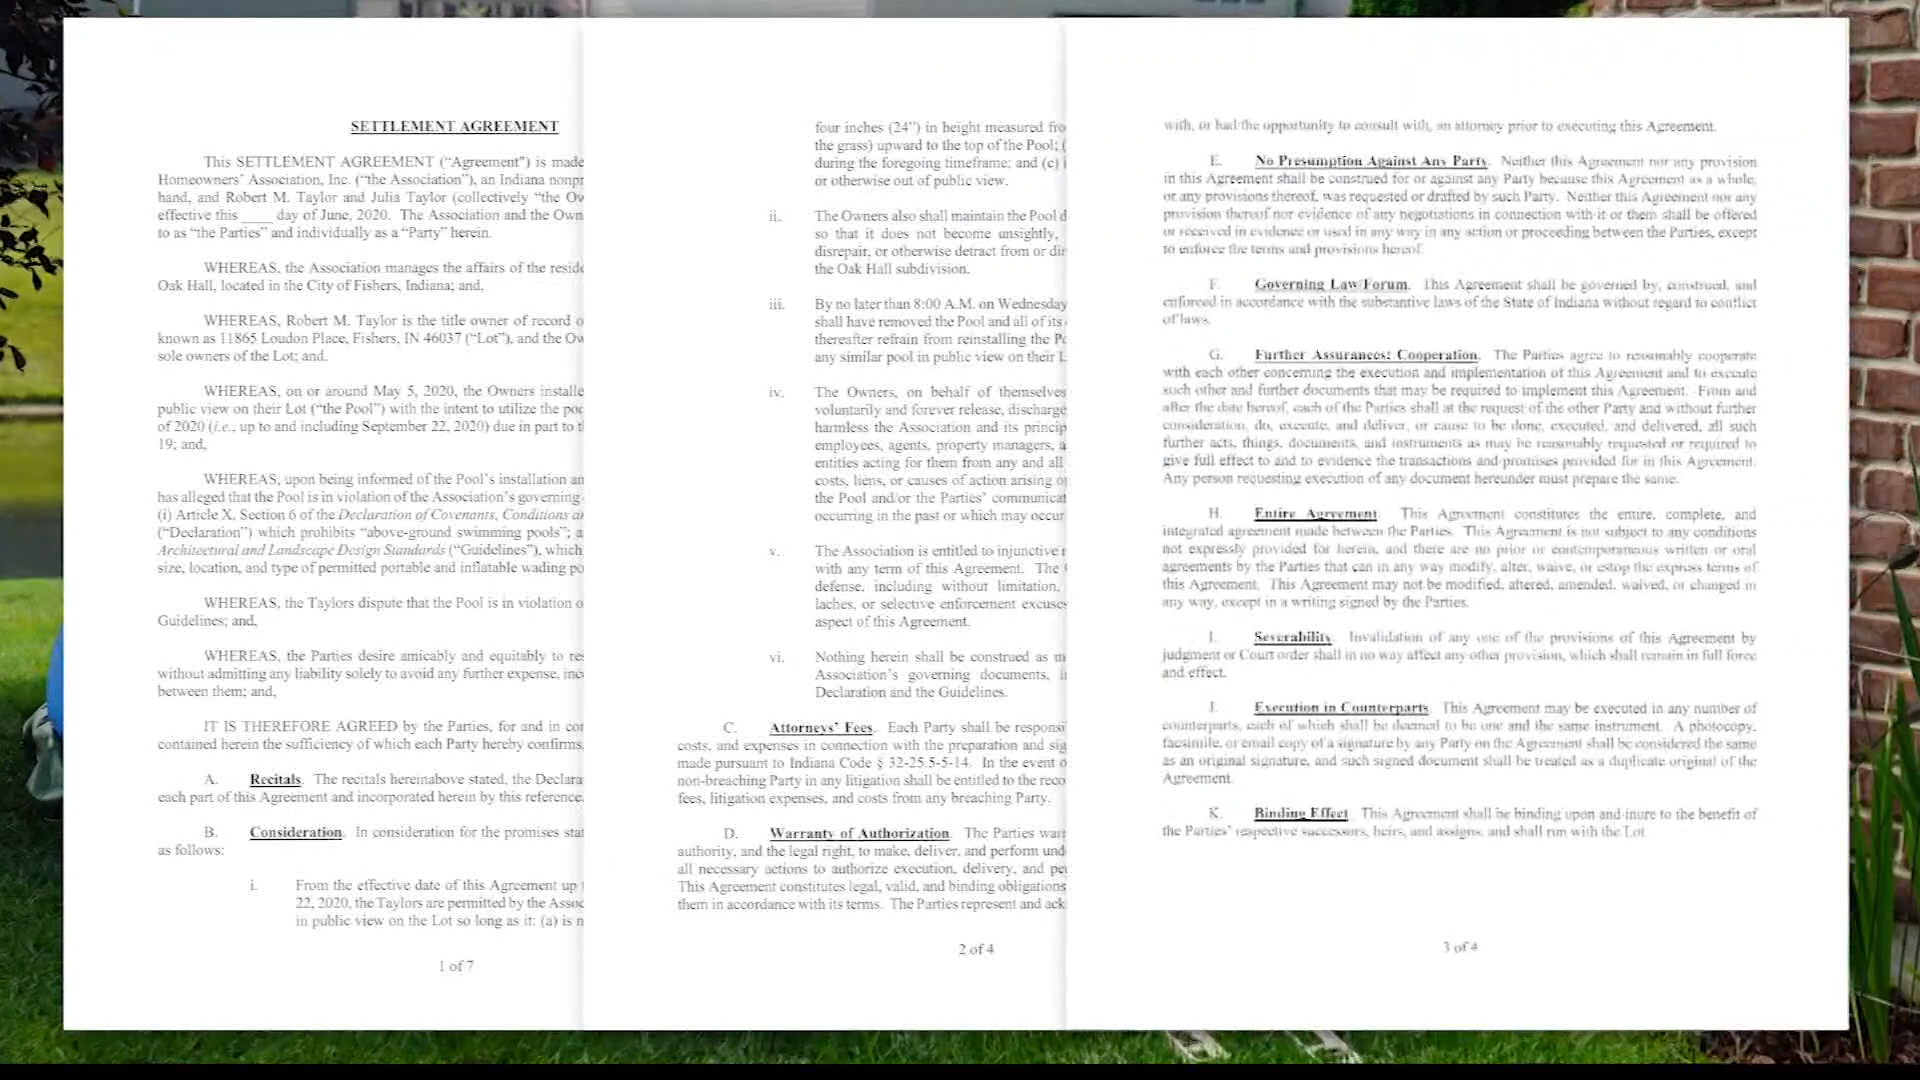 SETTLEMENT AGREEMENT
This SETTLEMENT AGREEMENT (“Agreement”) is made
Homeowners’ Association, Inc. (“the Association”), an Indiana nonpr
hand, and Robert M. Taylor and Julia Taylor (collectively “the Ow
effective this ____ day of June, 2020. The Association and the Own
to as “the Parties” and individually as a “Party” herein.
WHEREAS, the Association manages the affairs of the reside
Oak Hall, located in the City of Fishers, Indiana; and,
WHEREAS, Robert M. Taylor is the title owner of record o
known as 11865 Loudon Place, Fishers, IN 46037 (“Lot”), and the Ow
sole owners of the Lot; and,
WHEREAS, on or around May 5, 2020, the Owners installe
public view on their Lot (“the Pool”) with the intent to utilize the poo
of 2020 (i.e., up to and including September 22, 2020) due in part to t
19; and,
WHEREAS, upon being informed of the Pool’s installation an
has alleged that the Pool is in violation of the Association’s governing
(i) Article X, Section 6 of the Declaration of Covenants, Conditions an
(“Declaration”) which prohibits “above-ground swimming pools”; a
Architectural and Landscape Design Standards (“Guidelines”), which
size, location, and type of permitted portable and inflatable wading po
WHEREAS, the Taylors dispute that the Pool is in violation o
Guidelines; and,
WHEREAS, the Parties desire amicably and equitably to res
without admitting any liability solely to avoid any further expense, inc
between them; and,
IT IS THEREFORE AGREED by the Parties, for and in con
contained herein the sufficiency of which each Party hereby confirms,
A. Recitals. The recitals hereinabove stated, the Declara
each part of this Agreement and incorporated herein by this reference.
B. Consideration. In consideration for the promises stat
as follows:
i. From the effective date of this Agreement up
22, 2020, the Taylors are permitted by the Assoc
in public view on the Lot so long as it: (a) is n
1 of 7
four inches (24”) in height measured fro
the grass) upward to the top of the Pool; (
during the foregoing timeframe; and (c) i
or otherwise out of public view.
ii. The Owners also shall maintain the Pool d
so that it does not become unsightly,
disrepair, or otherwise detract from or dir
the Oak Hall subdivision.
iii. By no later than 8:00 A.M. on Wednesday
shall have removed the Pool and all of its
thereafter refrain from reinstalling the Po
any similar pool in public view on their L
iv. The Owners, on behalf of themselves
voluntarily and forever release, discharge
harmless the Association and its princip
employees, agents, property managers, a
entities acting for them from any and all
costs, liens, or causes of action arising o
the Pool and/or the Parties’ communicat
occurring in the past or which may occur
v. The Association is entitled to injunctive r
with any term of this Agreement. The
defense, including without limitation,
laches, or selective enforcement excuses
aspect of this Agreement.
vi. Nothing herein shall be construed as m
Association’s governing documents, i
Declaration and the Guidelines.
C. Attorneys’ Fees. Each Party shall be responsi
costs, and expenses in connection with the preparation and sig
made pursuant to Indiana Code § 32-25.5-5-14. In the event o
non-breaching Party in any litigation shall be entitled to the reco
fees, litigation expenses, and costs from any breaching Party.
D. Warranty of Authorization. The Parties warr
authority, and the legal right, to make, deliver, and perform und
all necessary actions to authorize execution, delivery, and per
This Agreement constitutes legal, valid, and binding obligations
them in accordance with its terms. The Parties represent and ack
2 of 4
with, or had the opportunity to consult with, an attorney prior to executing this Agreement.
E. No Presumption Against Any Party. Neither this Agreement nor any provision
in this Agreement shall be construed for or against any Party because this Agreement as a whole,
or any provisions thereof, was requested or drafted by such Party. Neither this Agreement nor any
provision thereof nor evidence of any negotiations in connection with it or them shall be offered
or received in evidence or used in any way in any action or proceeding between the Parties, except
to enforce the terms and provisions hereof.
F. Governing Law/Forum. This Agreement shall be governed by, construed, and
enforced in accordance with the substantive laws of the State of Indiana without regard to conflict
of laws.
G. Further Assurances; Cooperation. The Parties agree to reasonably cooperate
with each other concerning the execution and implementation of this Agreement and to execute
such other and further documents that may be required to implement this Agreement. From and
after the date hereof, each of the Parties shall at the request of the other Party and without further
consideration, do, execute, and deliver, or cause to be done, executed, and delivered, all such
further acts, things, documents, and instruments as may be reasonably requested or required to
give full effect to and to evidence the transactions and promises provided for in this Agreement.
Any person requesting execution of any document hereunder must prepare the same.
H. Entire Agreement. This Agreement constitutes the entire, complete, and
integrated agreement made between the Parties. This Agreement is not subject to any conditions
not expressly provided for herein, and there are no prior or contemporaneous written or oral
agreements by the Parties that can in any way modify, alter, waive, or estop the express terms of
this Agreement. This Agreement may not be modified, altered, amended, waived, or changed in
any way, except in a writing signed by the Parties.
I. Severability. Invalidation of any one of the provisions of this Agreement by
judgment or Court order shall in no way affect any other provision, which shall remain in full force
and effect.
J. Execution in Counterparts. This Agreement may be executed in any number of
counterparts, each of which shall be deemed to be one and the same instrument. A photocopy,
facsimile, or email copy of a signature by any Party on the Agreement shall be considered the same
as an original signature, and such signed document shall be treated as a duplicate original of the
Agreement.
K. Binding Effect. This Agreement shall be binding upon and inure to the benefit of
the Parties’ respective successors, heirs, and assigns, and shall run with the Lot.
3 of 4